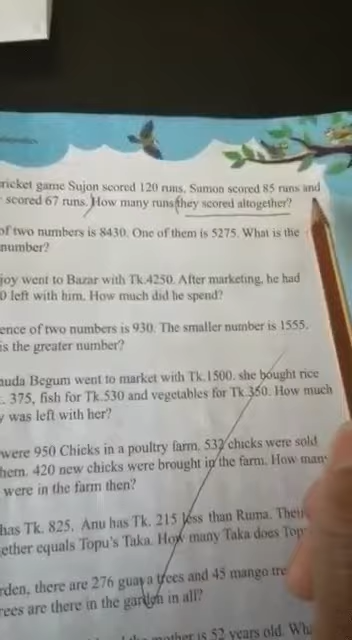 ricket game Sujon scored 120 runs, Sumon scored 85 runs and
scored 67 runs. How many runs they scored altogether?
of two numbers is 8430. One of them is 5275. What is the
number?
joy went to Bazar with Tk.4250. After marketing, he had
0 left with him. How much did he spend?
ence of two numbers is 930. The smaller number is 1555.
is the greater number?
uda Begum went to market with Tk.1500. she bought rice
. 375, fish for Tk.530 and vegetables for Tk.350. How much
y was left with her?
were 950 Chicks in a poultry farm. 532 chicks were sold
hem. 420 new chicks were brought in the farm. How man
were in the farm then?
has Tk. 825. Anu has Tk. 215 less than Ruma. Thei
ether equals Topu's Taka. How many Taka does Top
rden, there are 276 guava trees and 45 mango tre
rees are there in the garden in all?
mother is 52 years old. Wh